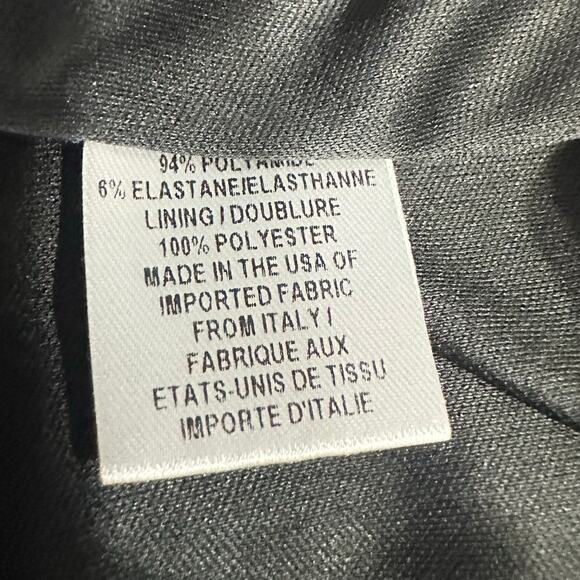 94% POLYAMIDE
6% ELASTANE/ELASTHANNE
LINING / DOUBLURE
100% POLYESTER
MADE IN THE USA OF
IMPORTED FABRIC
FROM ITALY /
FABRIQUE AUX
ETATS-UNIS DE TISSU
IMPORTE D'ITALIE